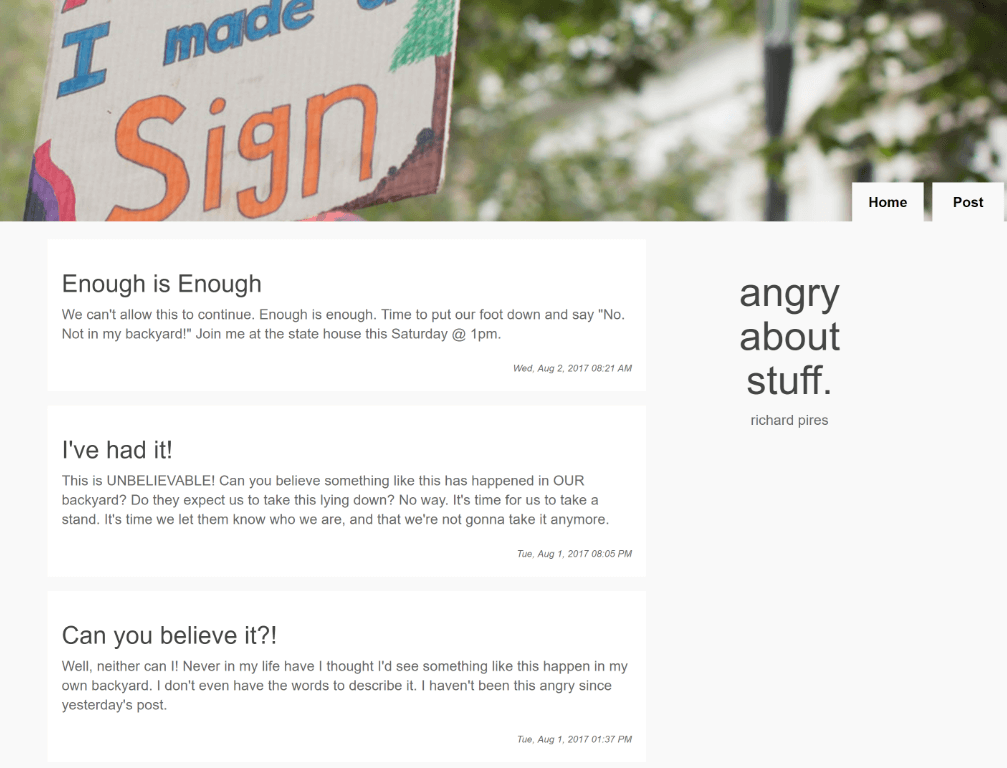 I made a
Sign
Home
Post
Enough is Enough
We can't allow this to continue. Enough is enough. Time to put our foot down and say "No.
Not in my backyard!" Join me at the state house this Saturday @ 1pm.
Wed, Aug 2, 2017 08:21 AM
I've had it!
This is UNBELIEVABLE! Can you believe something like this has happened in OUR
backyard? Do they expect us to take this lying down? No way. It's time for us to take a
stand. It's time we let them know who we are, and that we're not gonna take it anymore.
Tue, Aug 1, 2017 08:05 PM
Can you believe it?!
Well, neither can I! Never in my life have I thought I'd see something like this happen in my
own backyard. I don't even have the words to describe it. I haven't been this angry since
yesterday's post.
Tue, Aug 1, 2017 01:37 PM
angry
about
stuff.
richard pires